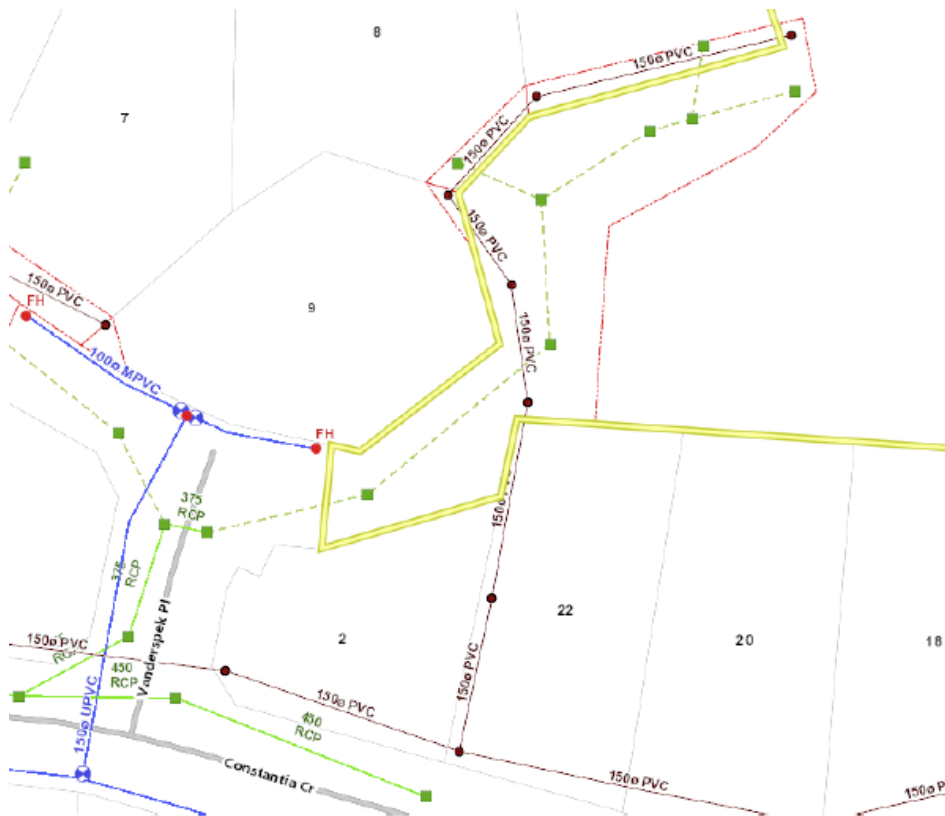 8
150ø PVC
7
150ø PVC
150ø PVC
150ø PVC
FH
9
150ø PVC
100ø MPVC
FH
375
RCP
150ø PVC
375
RCP
22
20
18
2
150ø PVC
450
RCP
Vanderspek Pl
150ø PVC
150ø PVC
150ø UPVC
450
RCP
Constantia Cr
150ø PVC